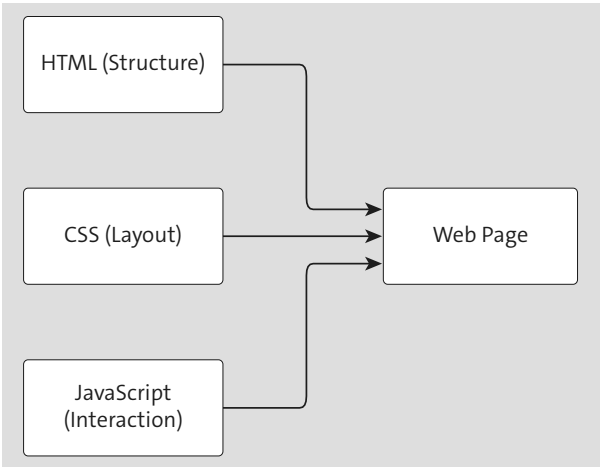 HTML (Structure)
CSS (Layout)
Web Page
JavaScript
(Interaction)